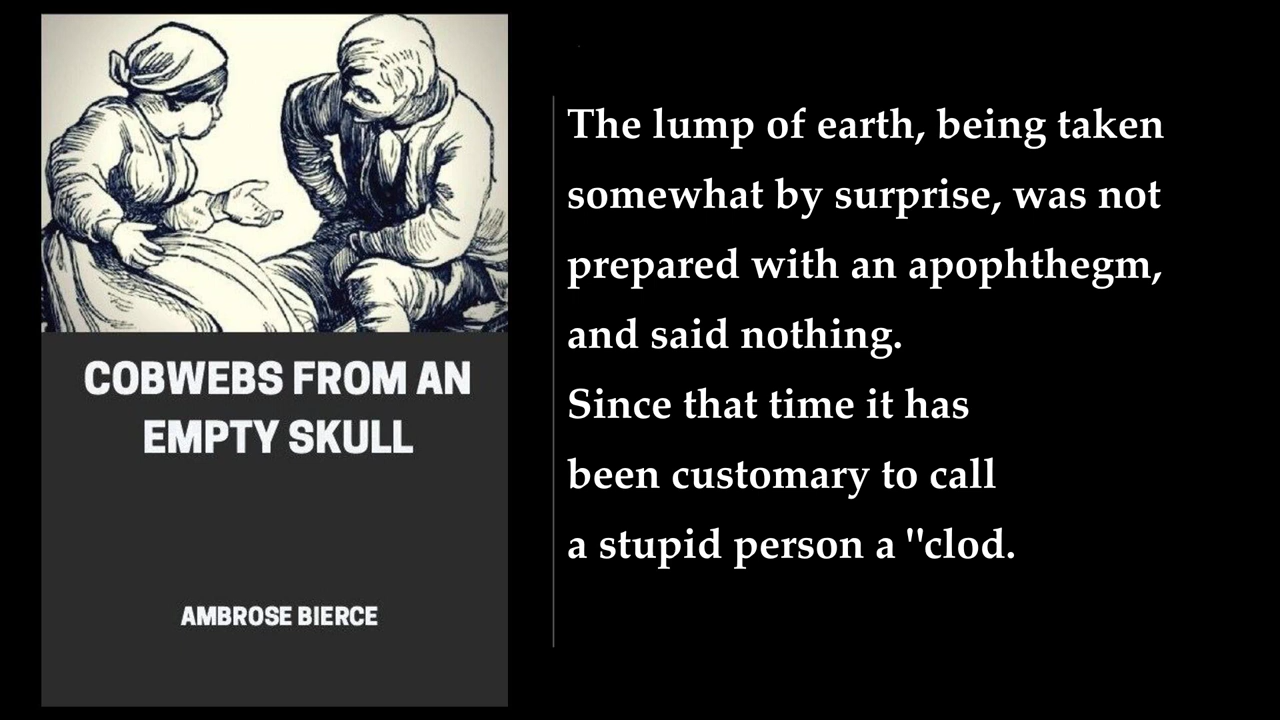 COBWEBS FROM AN
EMPTY SKULL
AMBROSE BIERCE
The lump of earth, being taken
somewhat by surprise, was not
prepared with an apophthegm,
and said nothing.
Since that time it has
been customary to call
a stupid person a "clod.